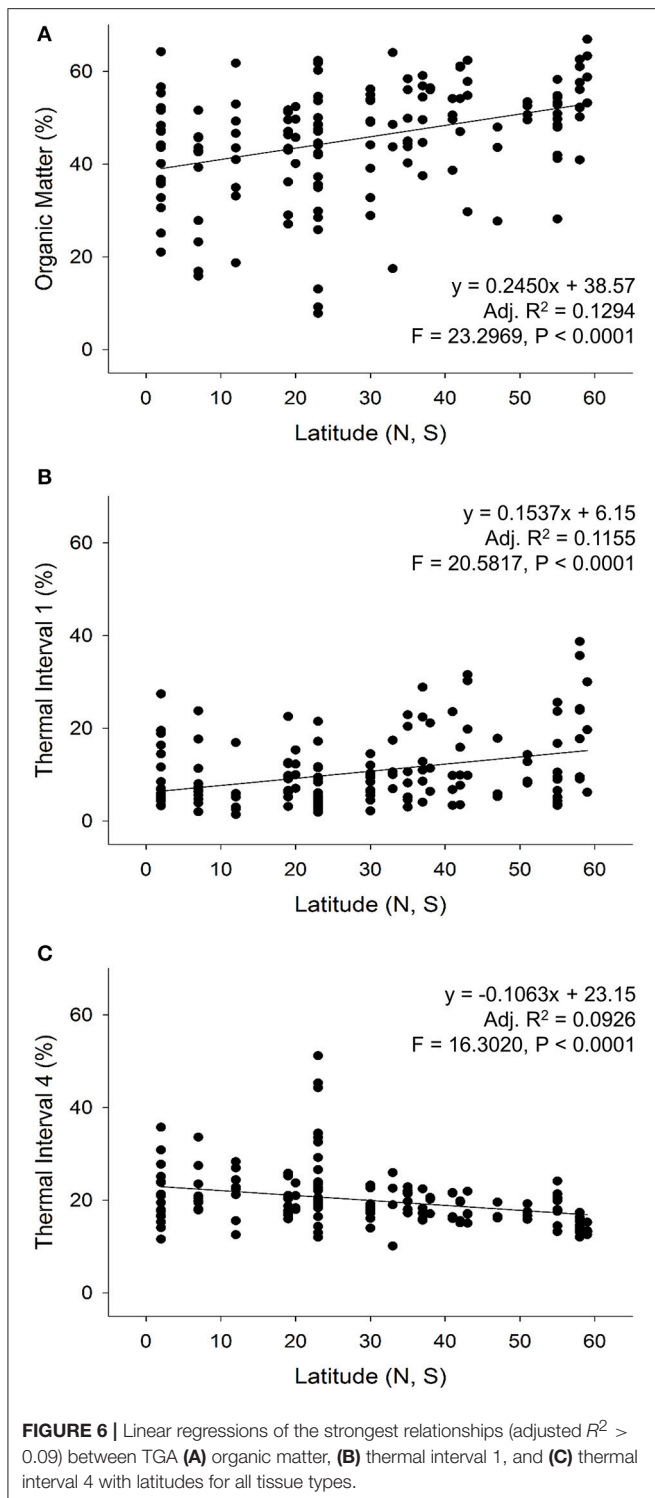 A
60
40
20
0
Organic Matter (%)
y = 0.2450x + 38.57
Adj. R² = 0.1294
F = 23.2969, P < 0.0001
0 10 20 30 40 50 60
Latitude (N, S)
B
60
40
20
0
Thermal Interval 1 (%)
y = 0.1537x + 6.15
Adj. R² = 0.1155
F = 20.5817, P < 0.0001
0 10 20 30 40 50 60
Latitude (N, S)
C
60
40
20
0
Thermal Interval 4 (%)
y = -0.1063x + 23.15
Adj. R² = 0.0926
F = 16.3020, P < 0.0001
0 10 20 30 40 50 60
Latitude (N, S)
FIGURE 6 | Linear regressions of the strongest relationships (adjusted R² >
0.09) between TGA (A) organic matter, (B) thermal interval 1, and (C) thermal
interval 4 with latitudes for all tissue types.